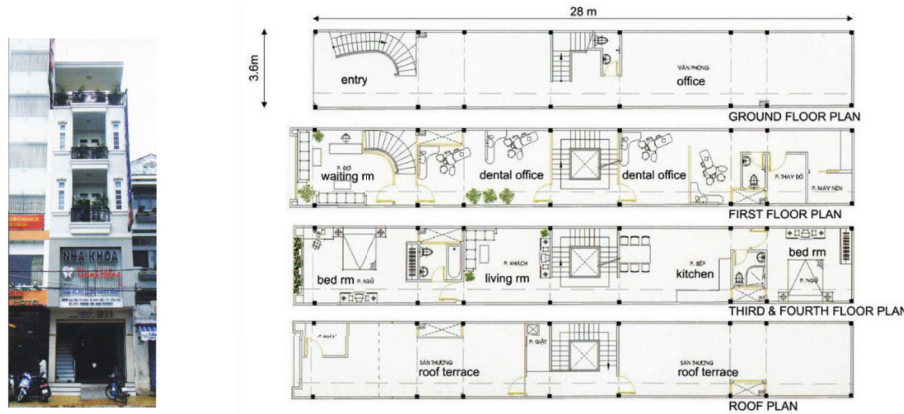 NHA KHOA
28 m
3.6m
entry
VĂN PHÒNG
office
GROUND FLOOR PLAN
P. ĐỢI
waiting rm
dental office
dental office
P. THAY ĐỒ
P. MÁY NÉN
FIRST FLOOR PLAN
bed rm
P. NGỦ
P. KHÁCH
living rm
P. BẾP
kitchen
bed rm
P. NGỦ
THIRD & FOURTH FLOOR PLAN
P. GIẶT
SÂN THƯỢNG
roof terrace
SÂN THƯỢNG
roof terrace
ROOF PLAN